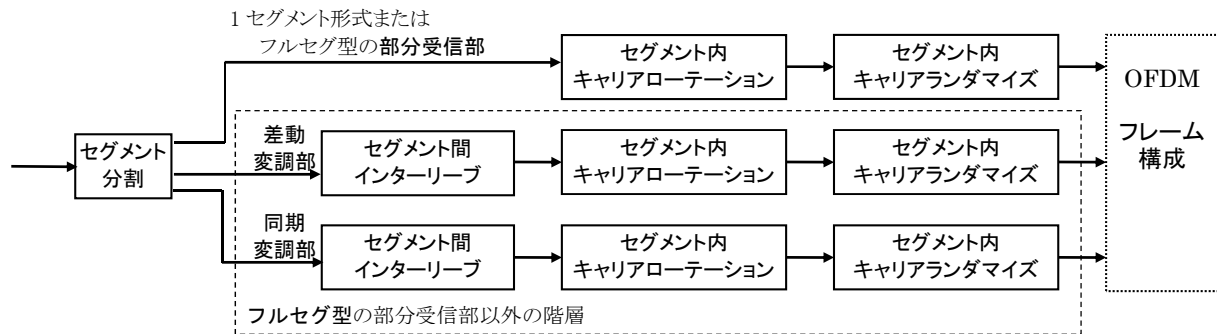 1 セグメント形式または
フルセグ型の部分受信部
セグメント内
キャリアローテーション
セグメント内
キャリアランダマイズ
OFDM
フレーム
構成
セグメント
分割
差動
変調部
セグメント間
インターリーブ
セグメント内
キャリアローテーション
セグメント内
キャリアランダマイズ
同期
変調部
セグメント間
インターリーブ
セグメント内
キャリアローテーション
セグメント内
キャリアランダマイズ
フルセグ型の部分受信部以外の階層